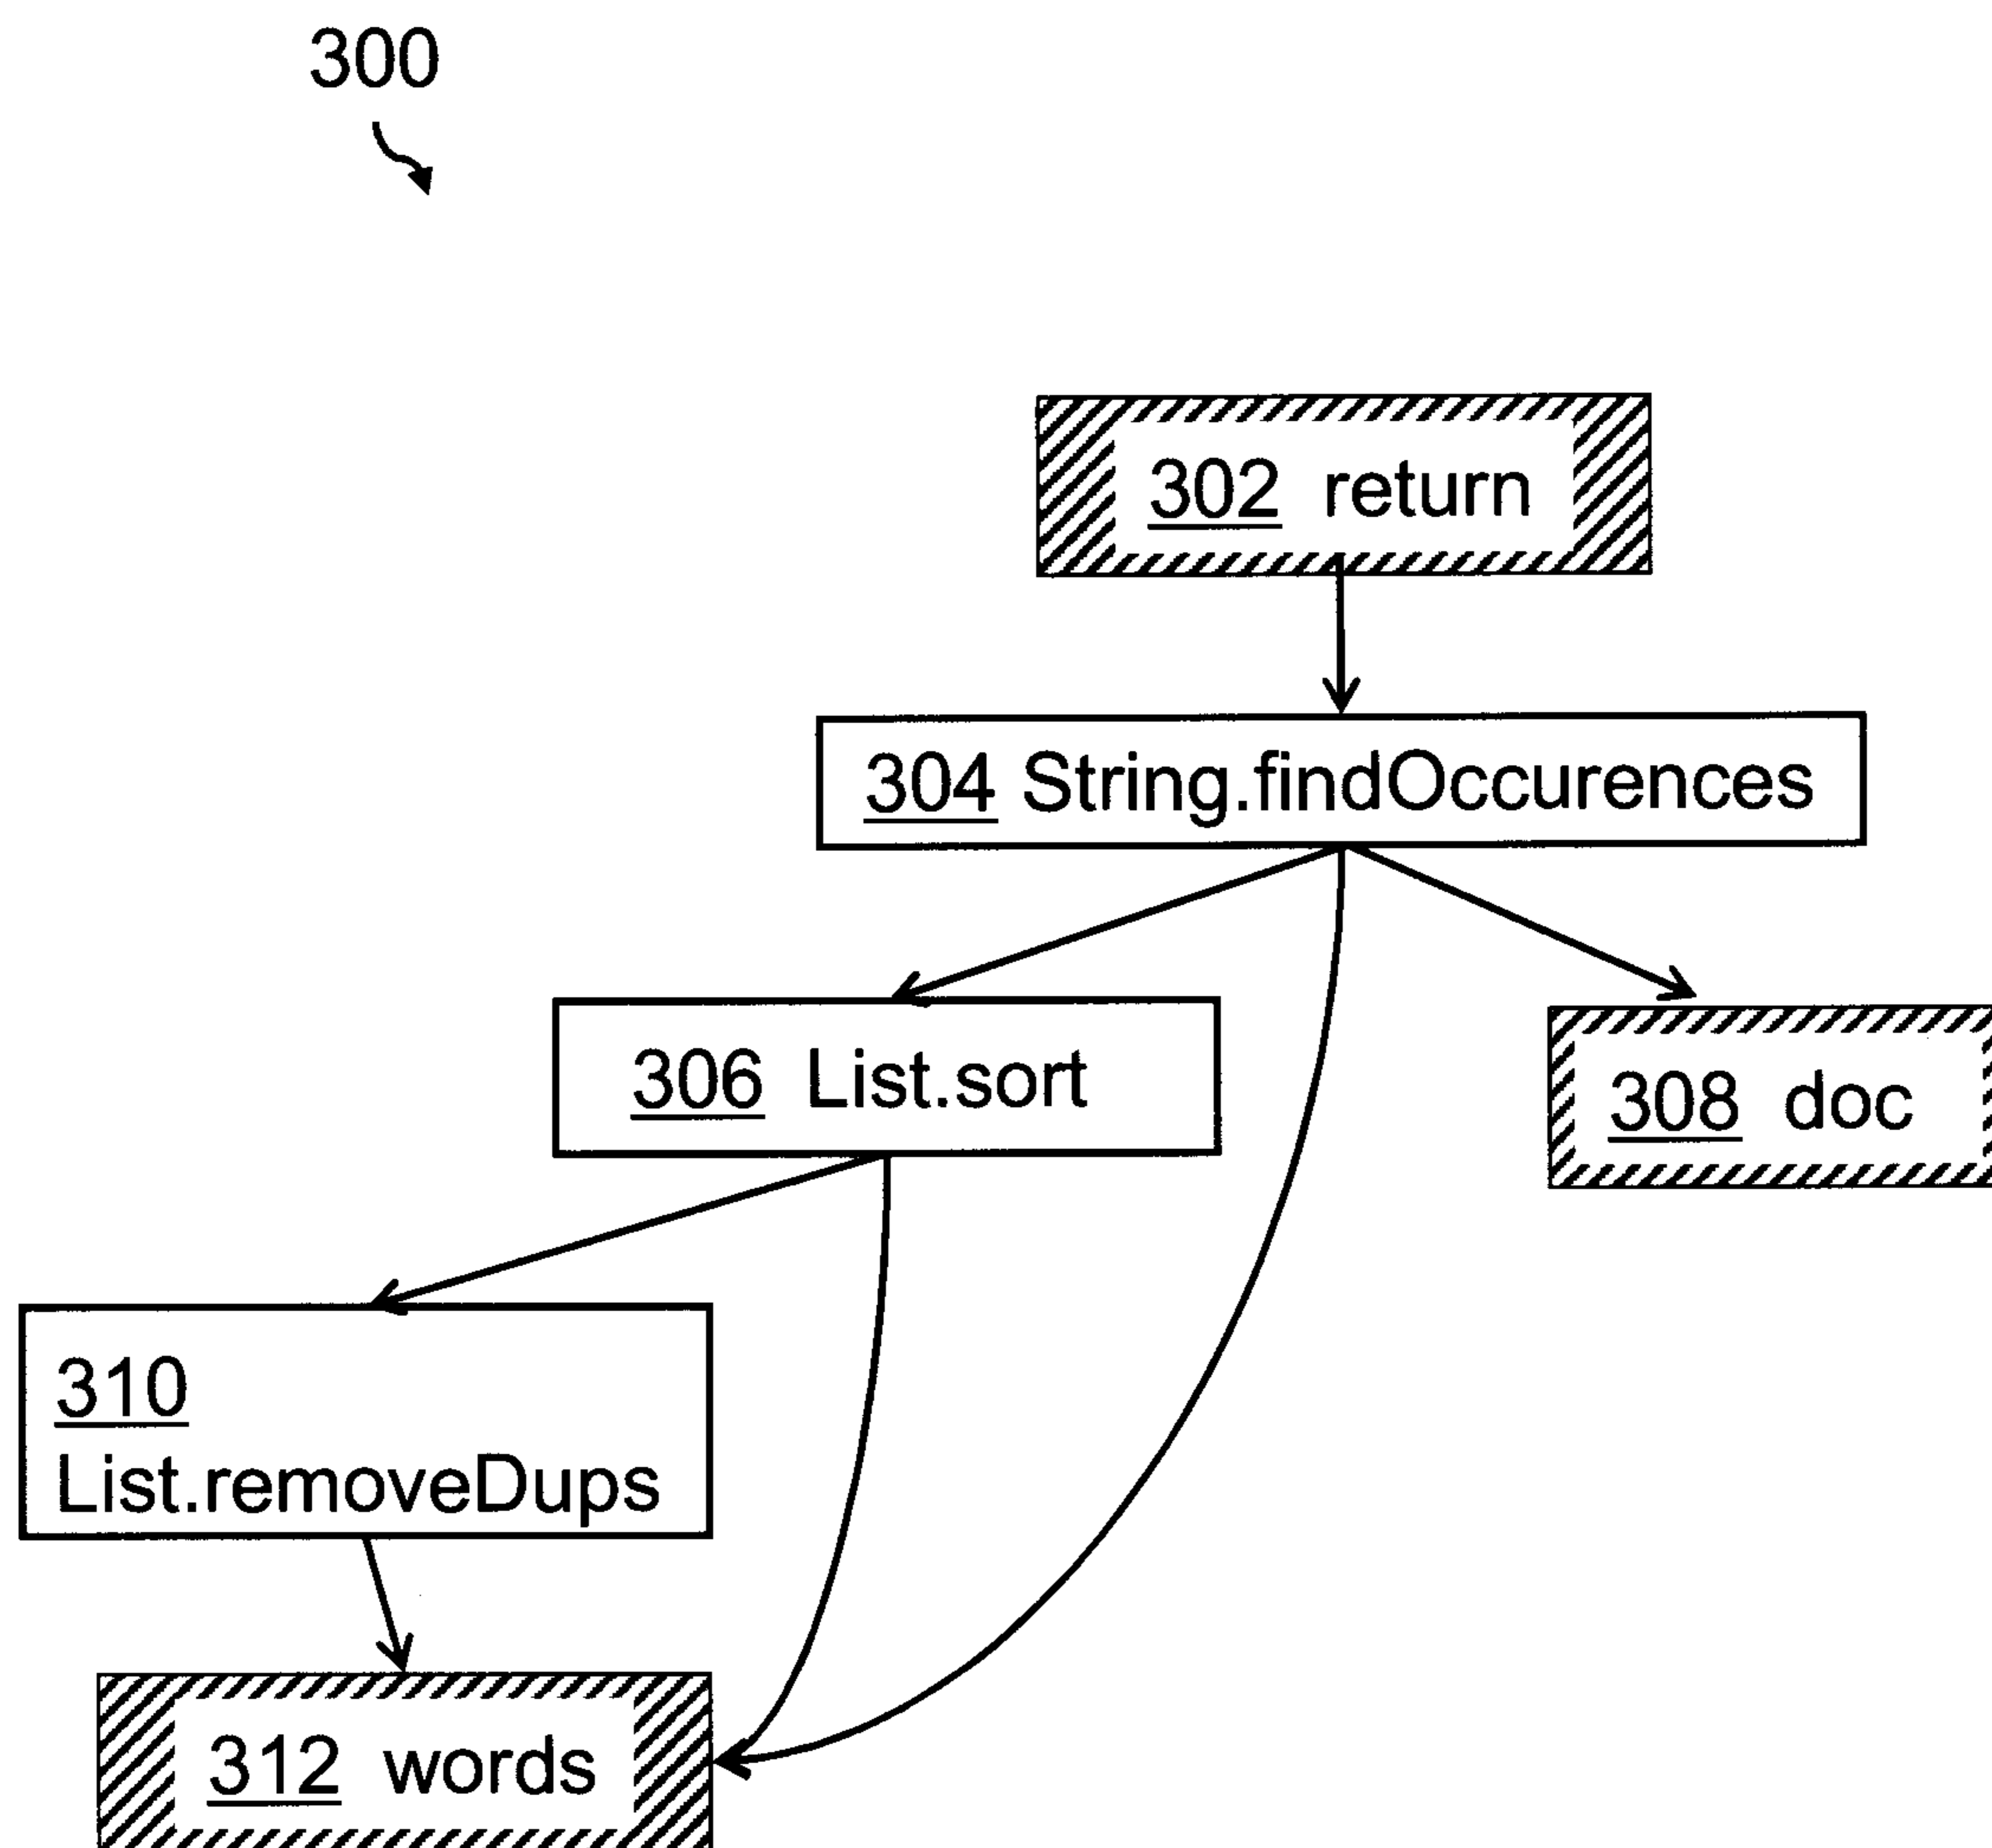 300
302 return
304 String.findOccurences
306 List.sort
308 doc
310
List.removeDups
312 words